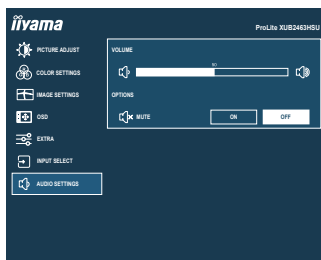 iiyama
ProLite XUB2463HSU
PICTURE ADJUST
COLOR SETTINGS
IMAGE SETTINGS
OSD
EXTRA
INPUT SELECT
AUDIO SETTINGS
VOLUME
50
OPTIONS
MUTE
ON
OFF